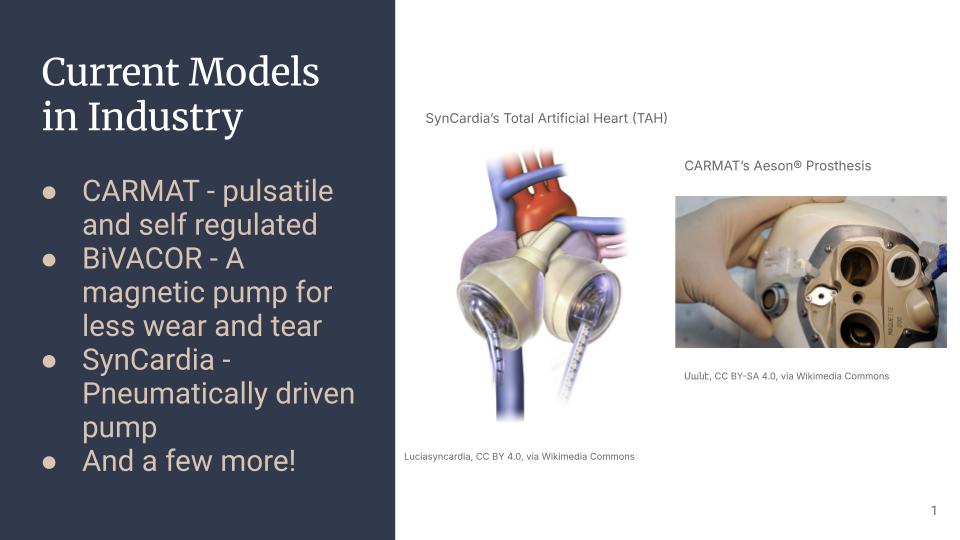 Current Models
in Industry
● CARMAT - pulsatile
and self regulated
● BiVACOR - A
magnetic pump for
less wear and tear
● SynCardia -
Pneumatically driven
pump
● And a few more!
SynCardia’s Total Artificial Heart (TAH)
Luciasyncardia, CC BY 4.0, via Wikimedia Commons
CARMAT’s Aeson® Prosthesis
MAQUETTE
Մանէ, CC BY-SA 4.0, via Wikimedia Commons
1